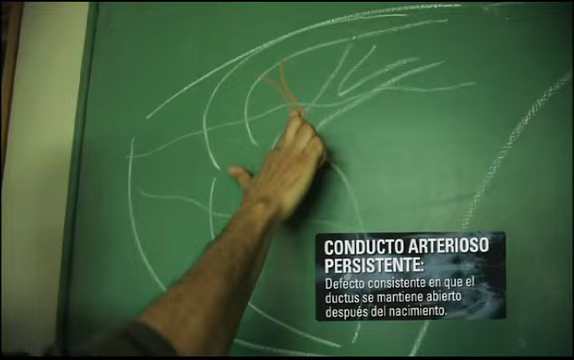 CONDUCTO ARTERIOSO
PERSISTENTE:
Defecto consistente en que el
ductus se mantiene abierto
después del nacimiento.